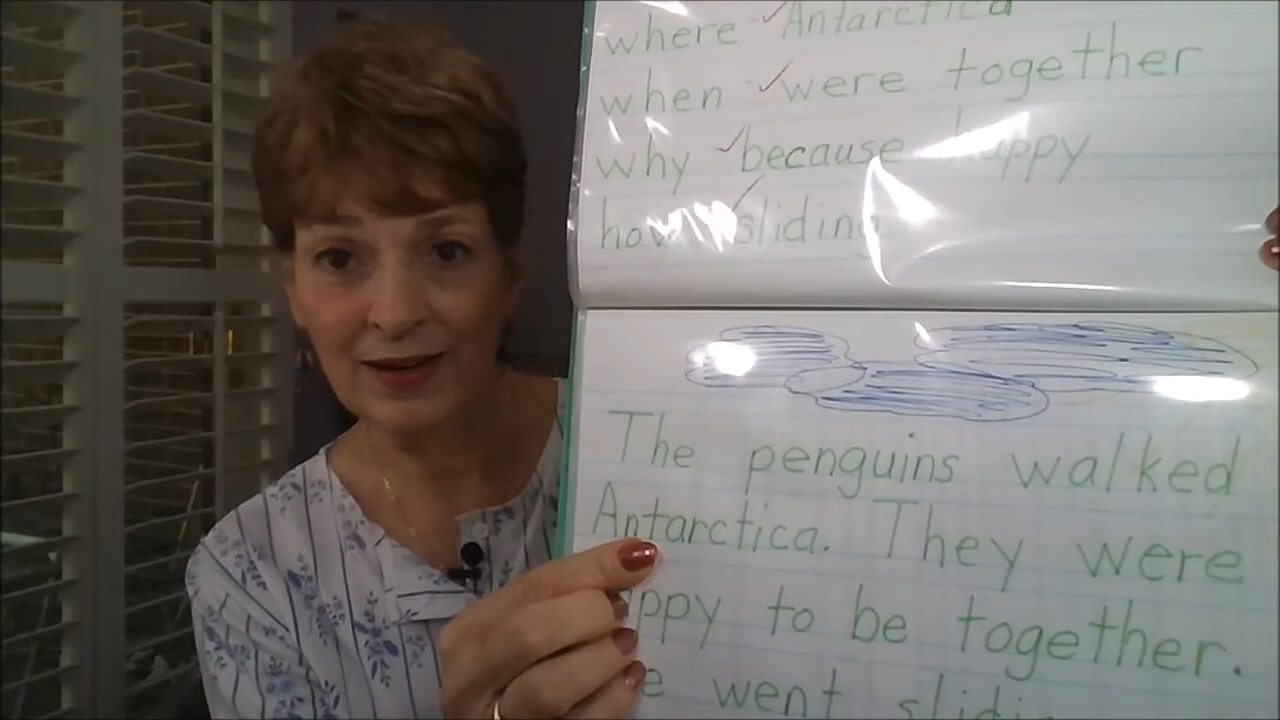 where Antarctica
when were together
why because happy
how sliding
The penguins walked
Antarctica. They were
to be together.
went